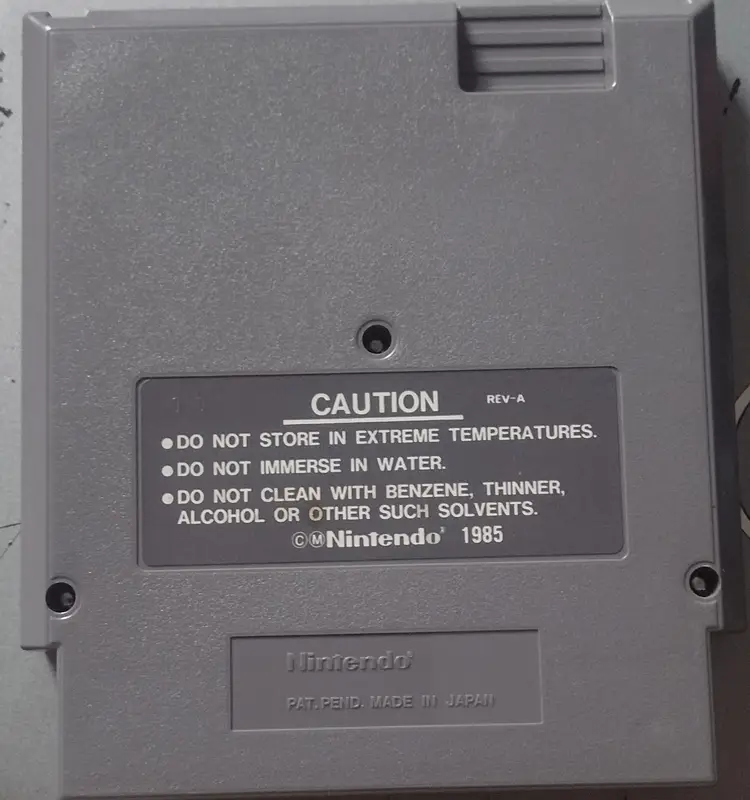 CAUTION REV-A
●DO NOT STORE IN EXTREME TEMPERATURES.
●DO NOT IMMERSE IN WATER.
●DO NOT CLEAN WITH BENZENE, THINNER,
ALCOHOL OR OTHER SUCH SOLVENTS.
©ⓂNintendo® 1985
Nintendo®
PAT. PEND. MADE IN JAPAN